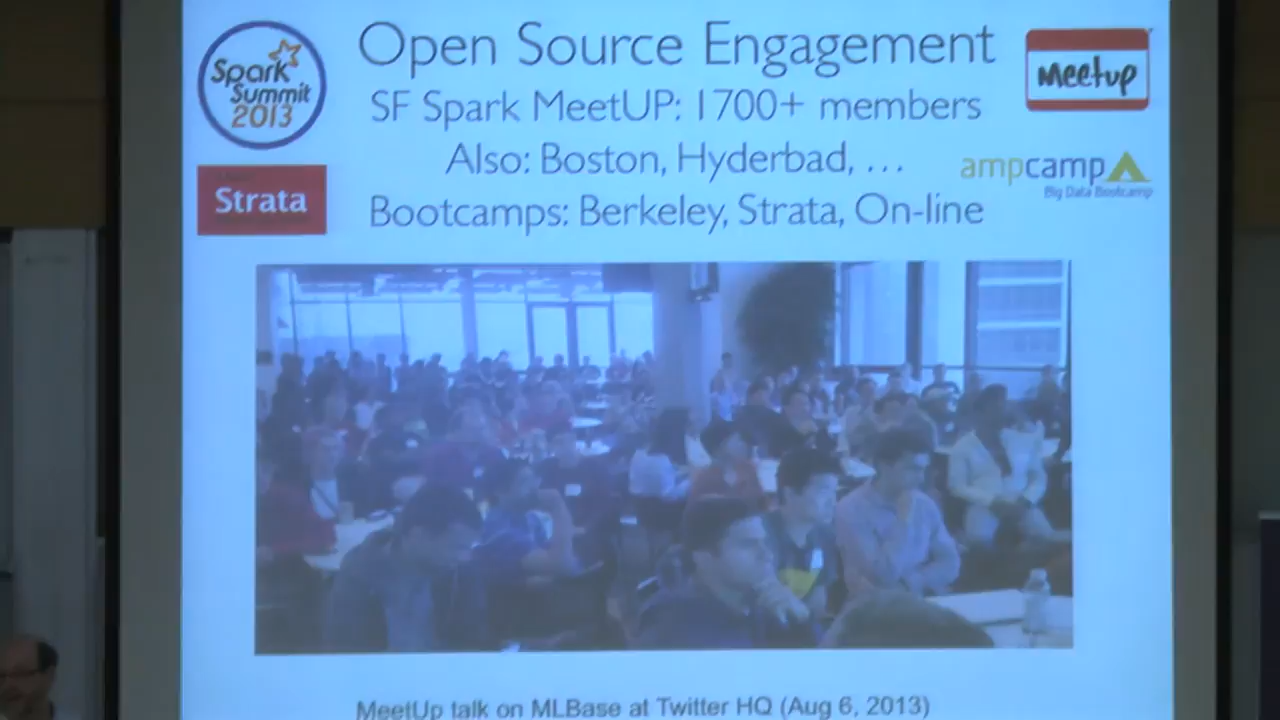 Open Source Engagement
SF Spark MeetUP: 1700+ members
Also: Boston, Hyderbad, …
Bootcamps: Berkeley, Strata, On-line
Spark
Summit
2013
Strata
Meetup
ampcamp
Big Data Bootcamp
MeetUp talk on MLBase at Twitter HQ (Aug 6, 2013)